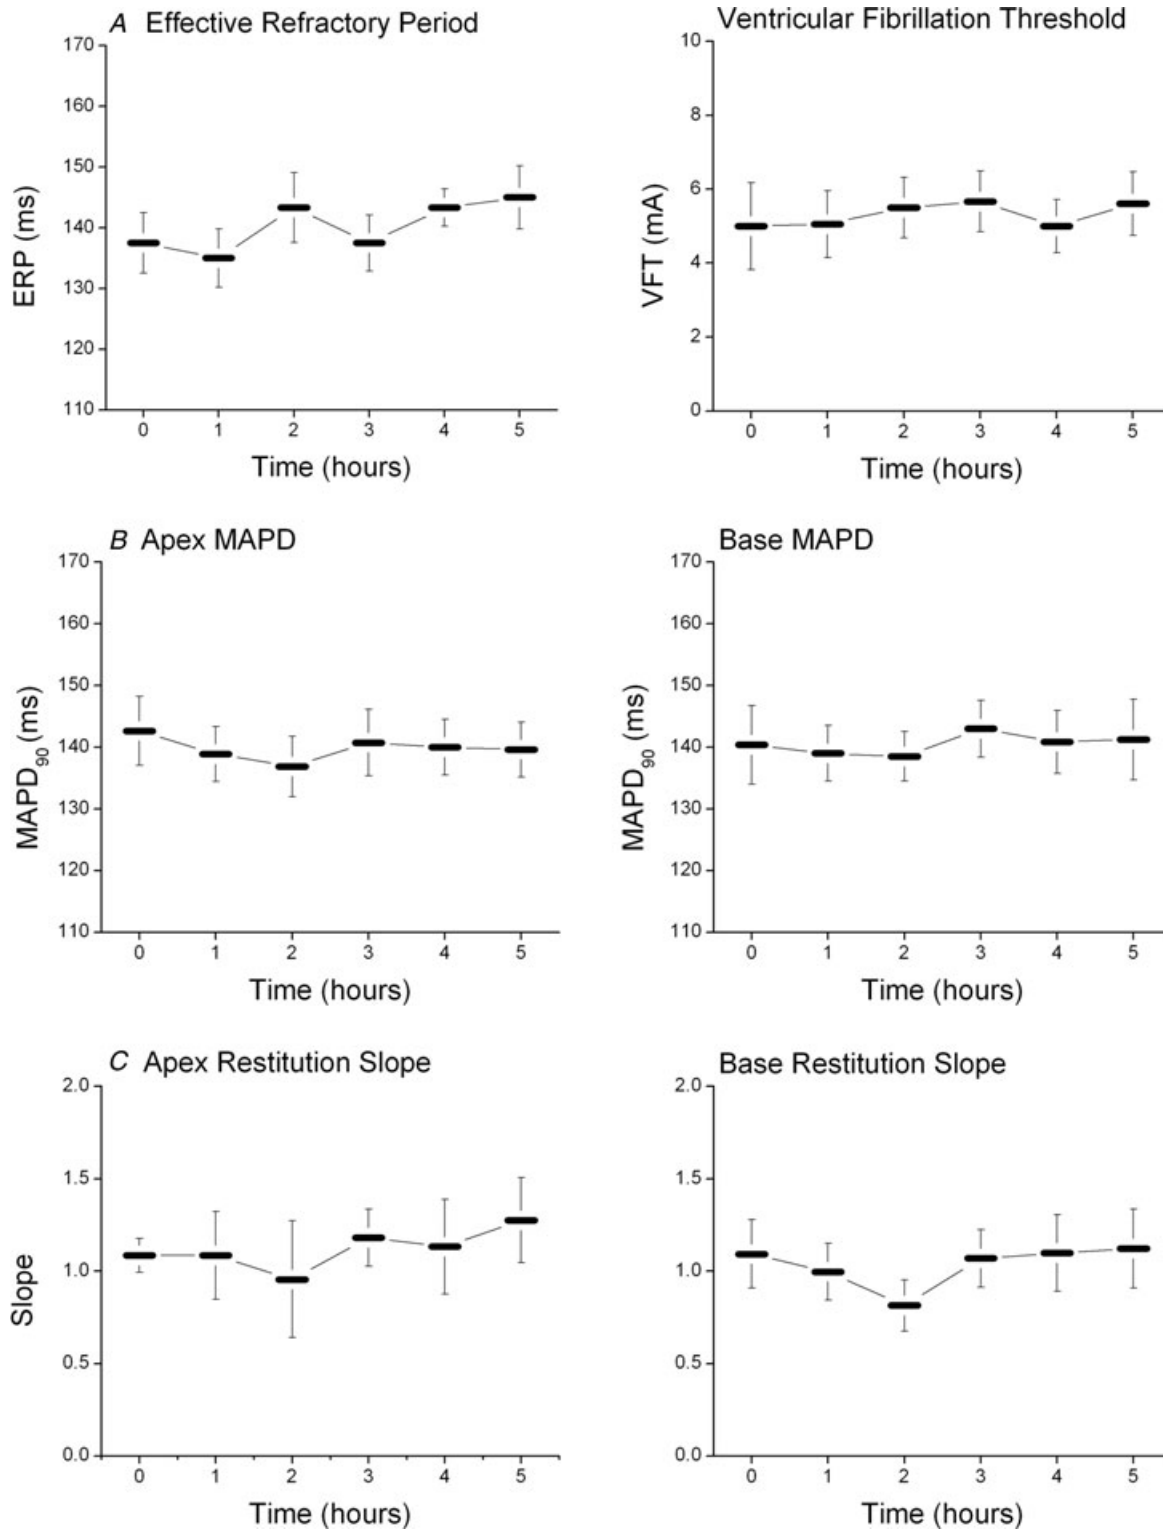 A Effective Refractory Period
170
160
150
140
130
120
110
ERP (ms)
0 1 2 3 4 5
Time (hours)
Ventricular Fibrillation Threshold
10
8
6
4
2
0
VFT (mA)
0 1 2 3 4 5
Time (hours)
B Apex MAPD
170
160
150
140
130
120
110
MAPD90 (ms)
0 1 2 3 4 5
Time (hours)
Base MAPD
170
160
150
140
130
120
110
MAPD90 (ms)
0 1 2 3 4 5
Time (hours)
C Apex Restitution Slope
2.0
1.5
1.0
0.5
0.0
Slope
0 1 2 3 4 5
Time (hours)
Base Restitution Slope
2.0
1.5
1.0
0.5
0.0
0 1 2 3 4 5
Time (hours)